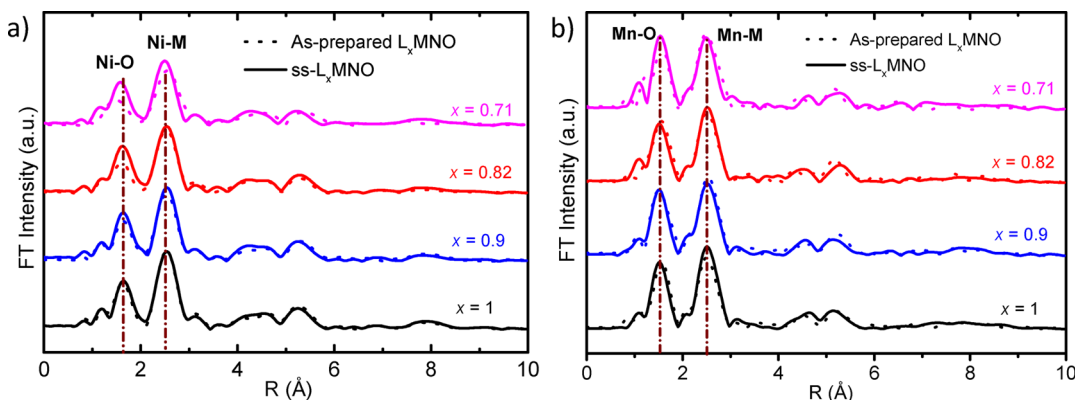 a)
Ni-M
Ni-O
As-prepared LₓMNO
ss-LₓMNO
x = 0.71
x = 0.82
x = 0.9
x = 1
FT Intensity (a.u.)
0 2 4 6 8 10
R (Å)
b)
Mn-O
Mn-M
As-prepared LₓMNO
ss-LₓMNO
x = 0.71
x = 0.82
x = 0.9
x = 1
FT Intensity (a.u.)
0 2 4 6 8 10
R (Å)